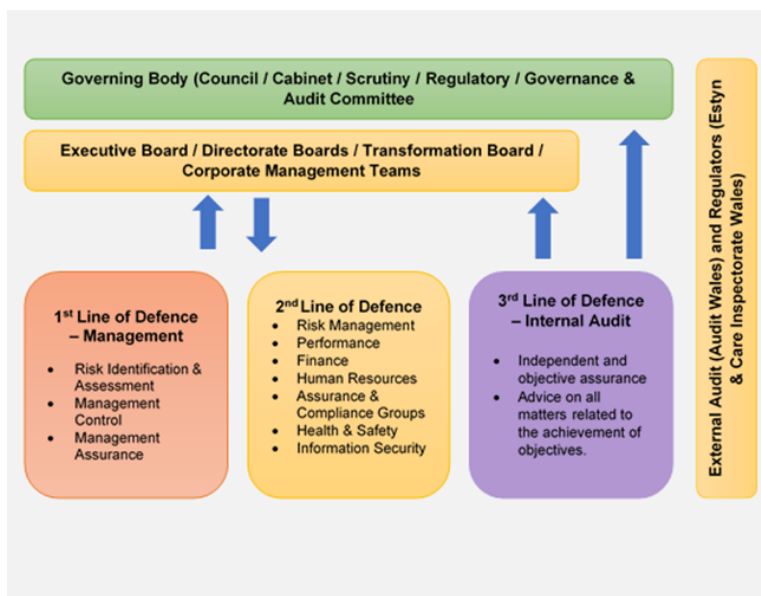 Governing Body (Council / Cabinet / Scrutiny / Regulatory / Governance &
Audit Committee
Executive Board / Directorate Boards / Transformation Board /
Corporate Management Teams
1st Line of Defence
– Management
• Risk Identification &
Assessment
• Management
Control
• Management
Assurance
2nd Line of Defence
• Risk Management
• Performance
• Finance
• Human Resources
• Assurance &
Compliance Groups
• Health & Safety
• Information Security
3rd Line of Defence
– Internal Audit
• Independent and
objective assurance
• Advice on all
matters related to
the achievement of
objectives.
External Audit (Audit Wales) and Regulators (Estyn
& Care Inspectorate Wales)